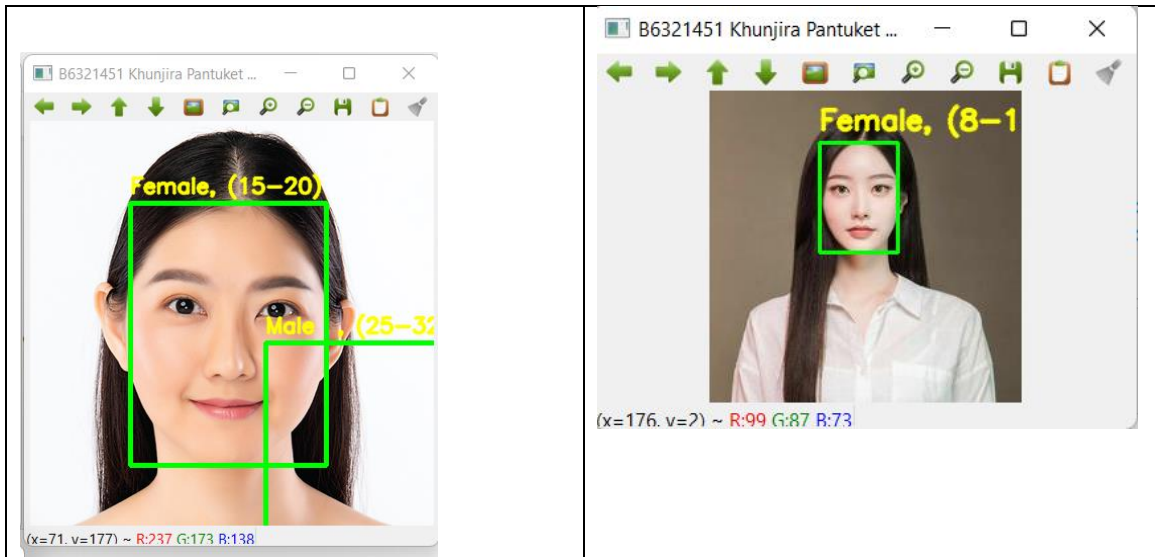 B6321451 Khunjira Pantuket ...
Female, (15-20)
Male , (25-32
(x=71, y=177) ~ R:237 G:173 B:138
B6321451 Khunjira Pantuket ...
Female, (8-1
(x=176, y=2) ~ R:99 G:87 B:73